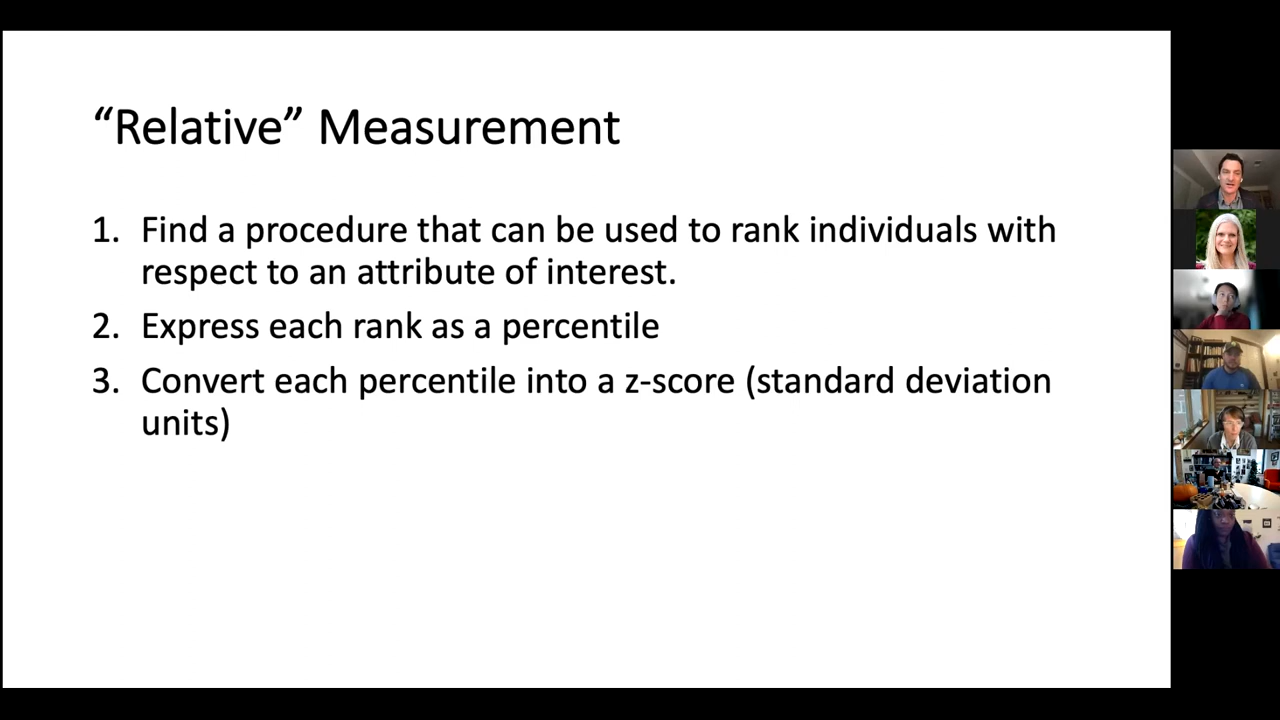 “Relative” Measurement
1. Find a procedure that can be used to rank individuals with
respect to an attribute of interest.
2. Express each rank as a percentile
3. Convert each percentile into a z-score (standard deviation
units)